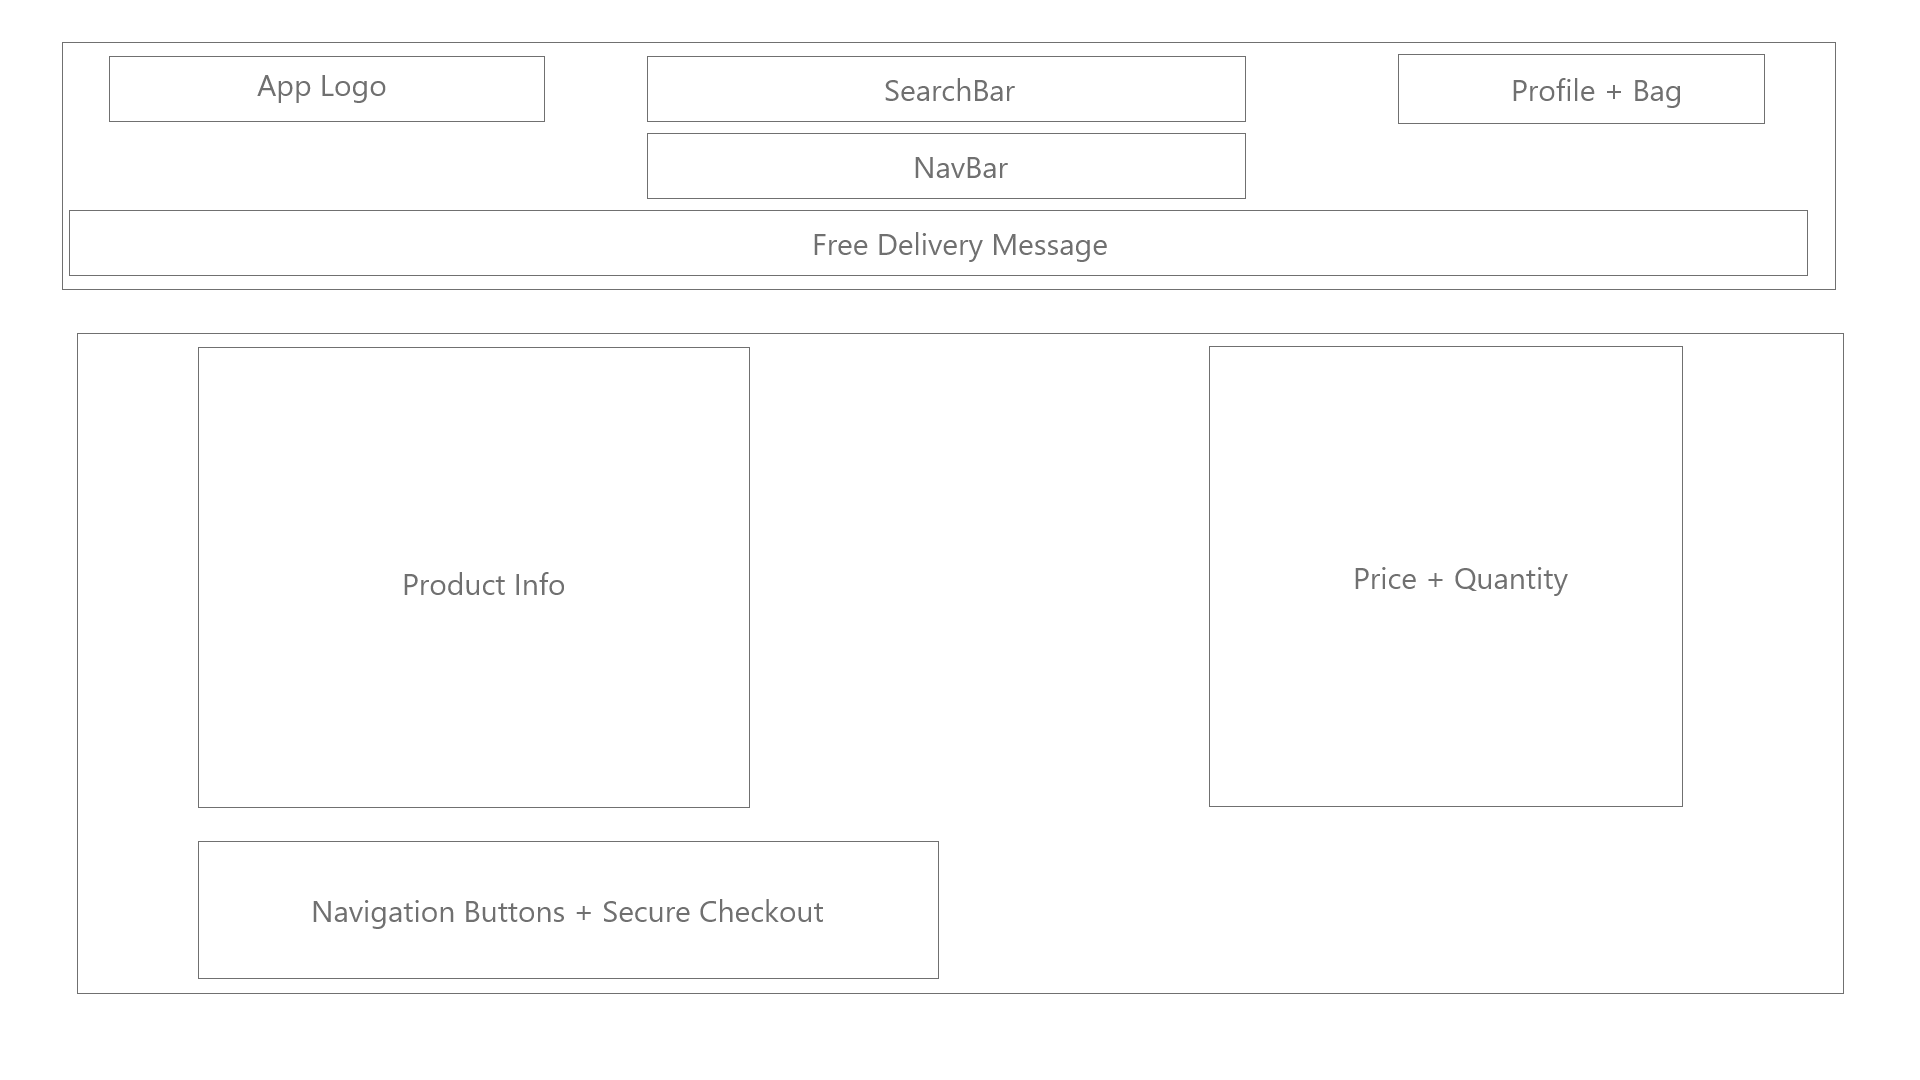 App Logo
SearchBar
Profile + Bag
NavBar
Free Delivery Message
Product Info
Price + Quantity
Navigation Buttons + Secure Checkout